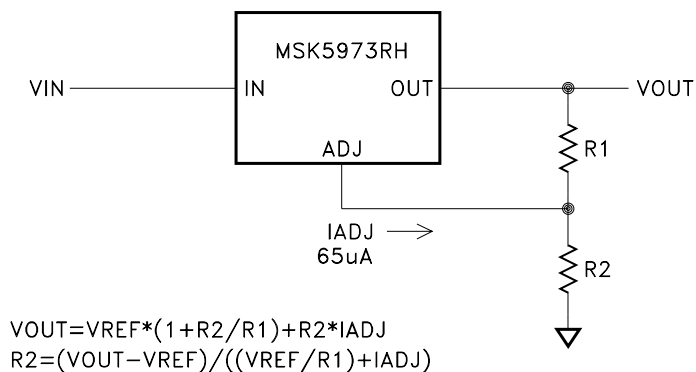 MSK5973RH
VIN
IN
OUT
VOUT
ADJ
R1
IADJ
65uA
R2
VOUT=VREF*(1+R2/R1)+R2*IADJ
R2=(VOUT-VREF)/((VREF/R1)+IADJ)